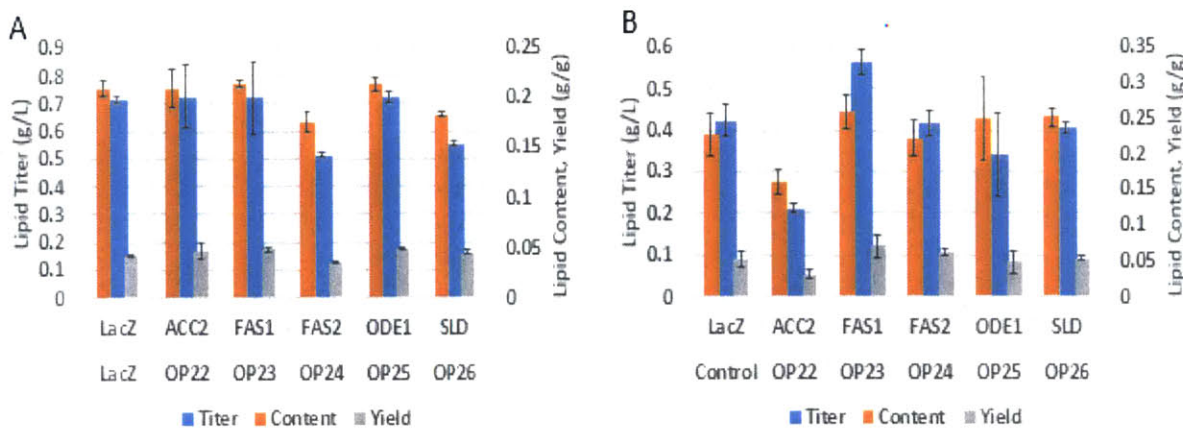 A
B
Lipid Titer (g/L)
0.9
0.8
0.7
0.6
0.5
0.4
0.3
0.2
0.1
0
0.25
0.2
0.15
0.1
0.05
0
Lipid Content, Yield (g/g)
LacZ ACC2 FAS1 FAS2 ODE1 SLD
LacZ OP22 OP23 OP24 OP25 OP26
Titer Content Yield
Lipid Titer (g/L)
0.6
0.5
0.4
0.3
0.2
0.1
0
0.35
0.3
0.25
0.2
0.15
0.1
0.05
0
Lipid Content, Yield (g/g)
LacZ ACC2 FAS1 FAS2 ODE1 SLD
Control OP22 OP23 OP24 OP25 OP26
Titer Content Yield